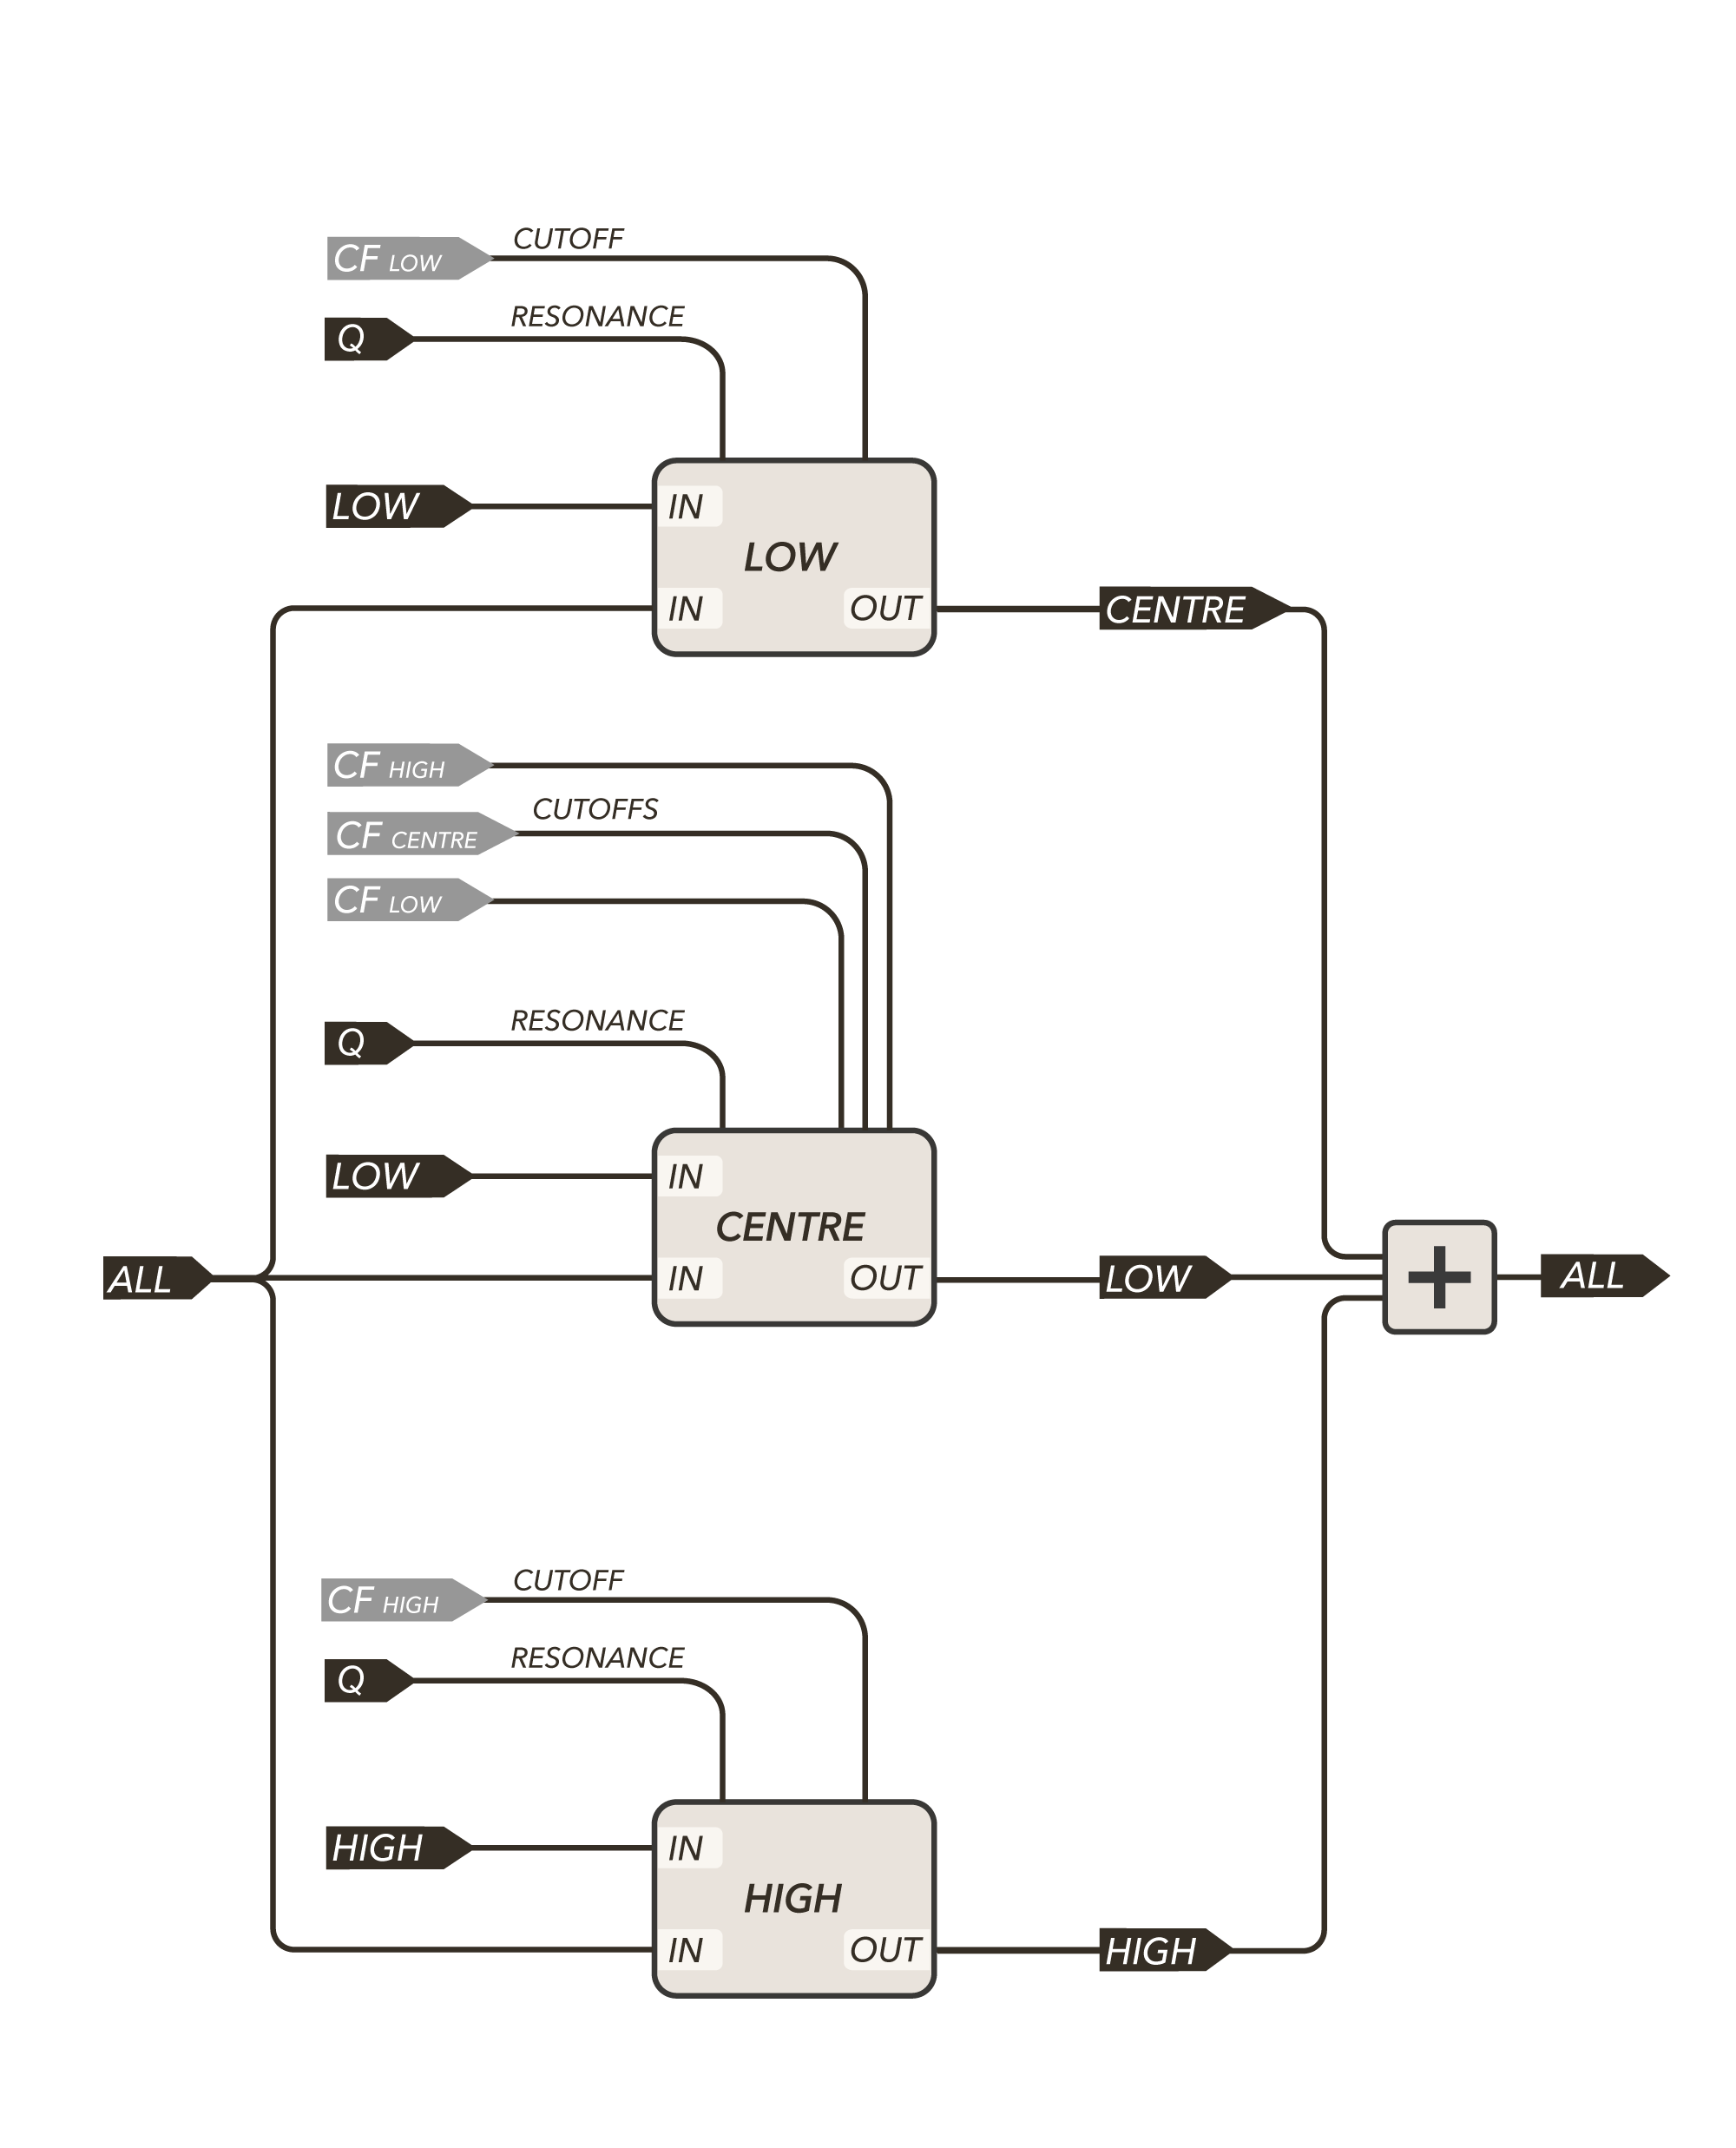 CUTOFF
CF LOW
RESONANCE
Q
LOW
IN
LOW
IN
OUT
CENTRE
CF HIGH
CUTOFFS
CF CENTRE
CF LOW
RESONANCE
Q
LOW
IN
CENTRE
ALL
IN
OUT
LOW
+
ALL
CUTOFF
CF HIGH
RESONANCE
Q
HIGH
IN
HIGH
IN
OUT
HIGH